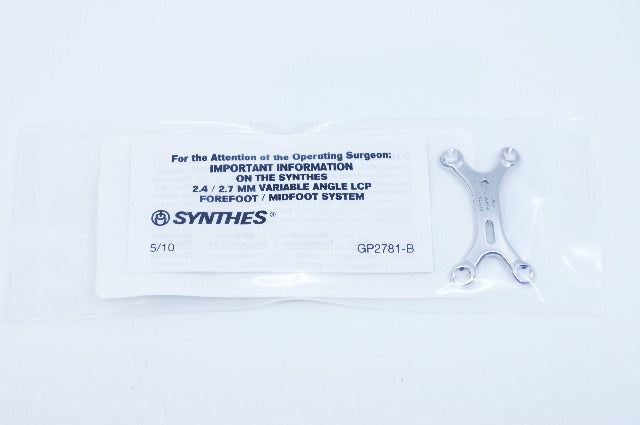 For the Attention of the Operating Surgeon:
IMPORTANT INFORMATION
ON THE SYNTHES
2.4 / 2.7 MM VARIABLE ANGLE LCP
FOREFOOT / MIDFOOT SYSTEM
SYNTHES®
5/10 GP2781-B